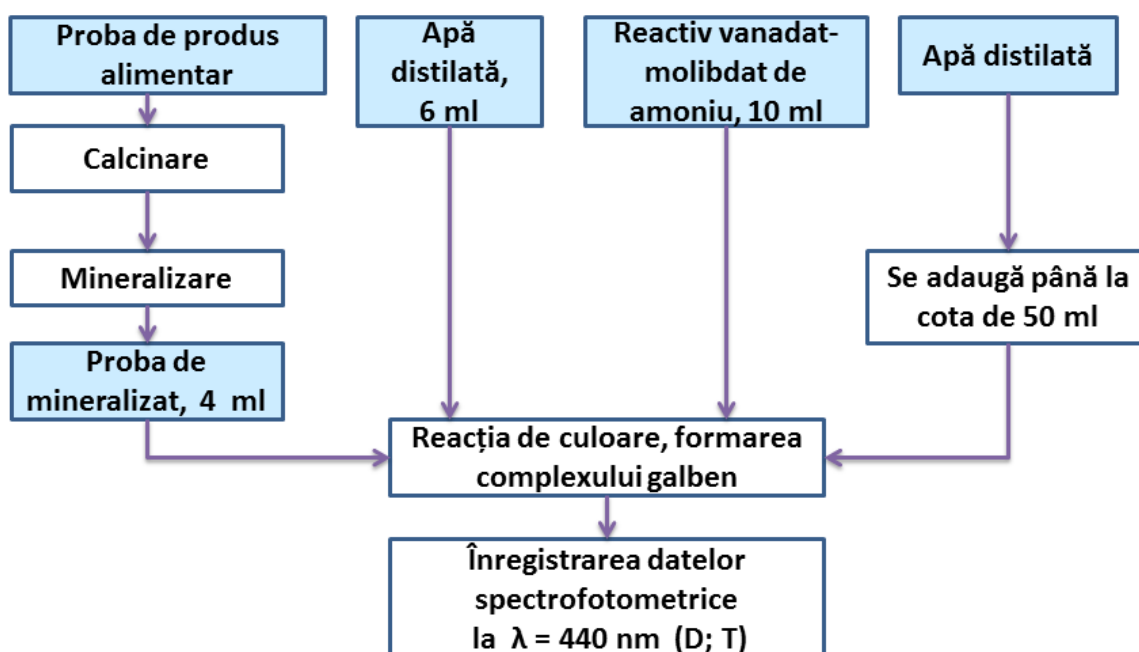 Proba de produs
alimentar
Apă
distilată,
6 ml
Reactiv vanadat-
molibdat de
amoniu, 10 ml
Apă distilată
Calcinare
Mineralizare
Se adaugă până la
cota de 50 ml
Proba de
mineralizat, 4 ml
Reacția de culoare, formarea
complexului galben
Înregistrarea datelor
spectrofotometrice
la λ = 440 nm (D; T)